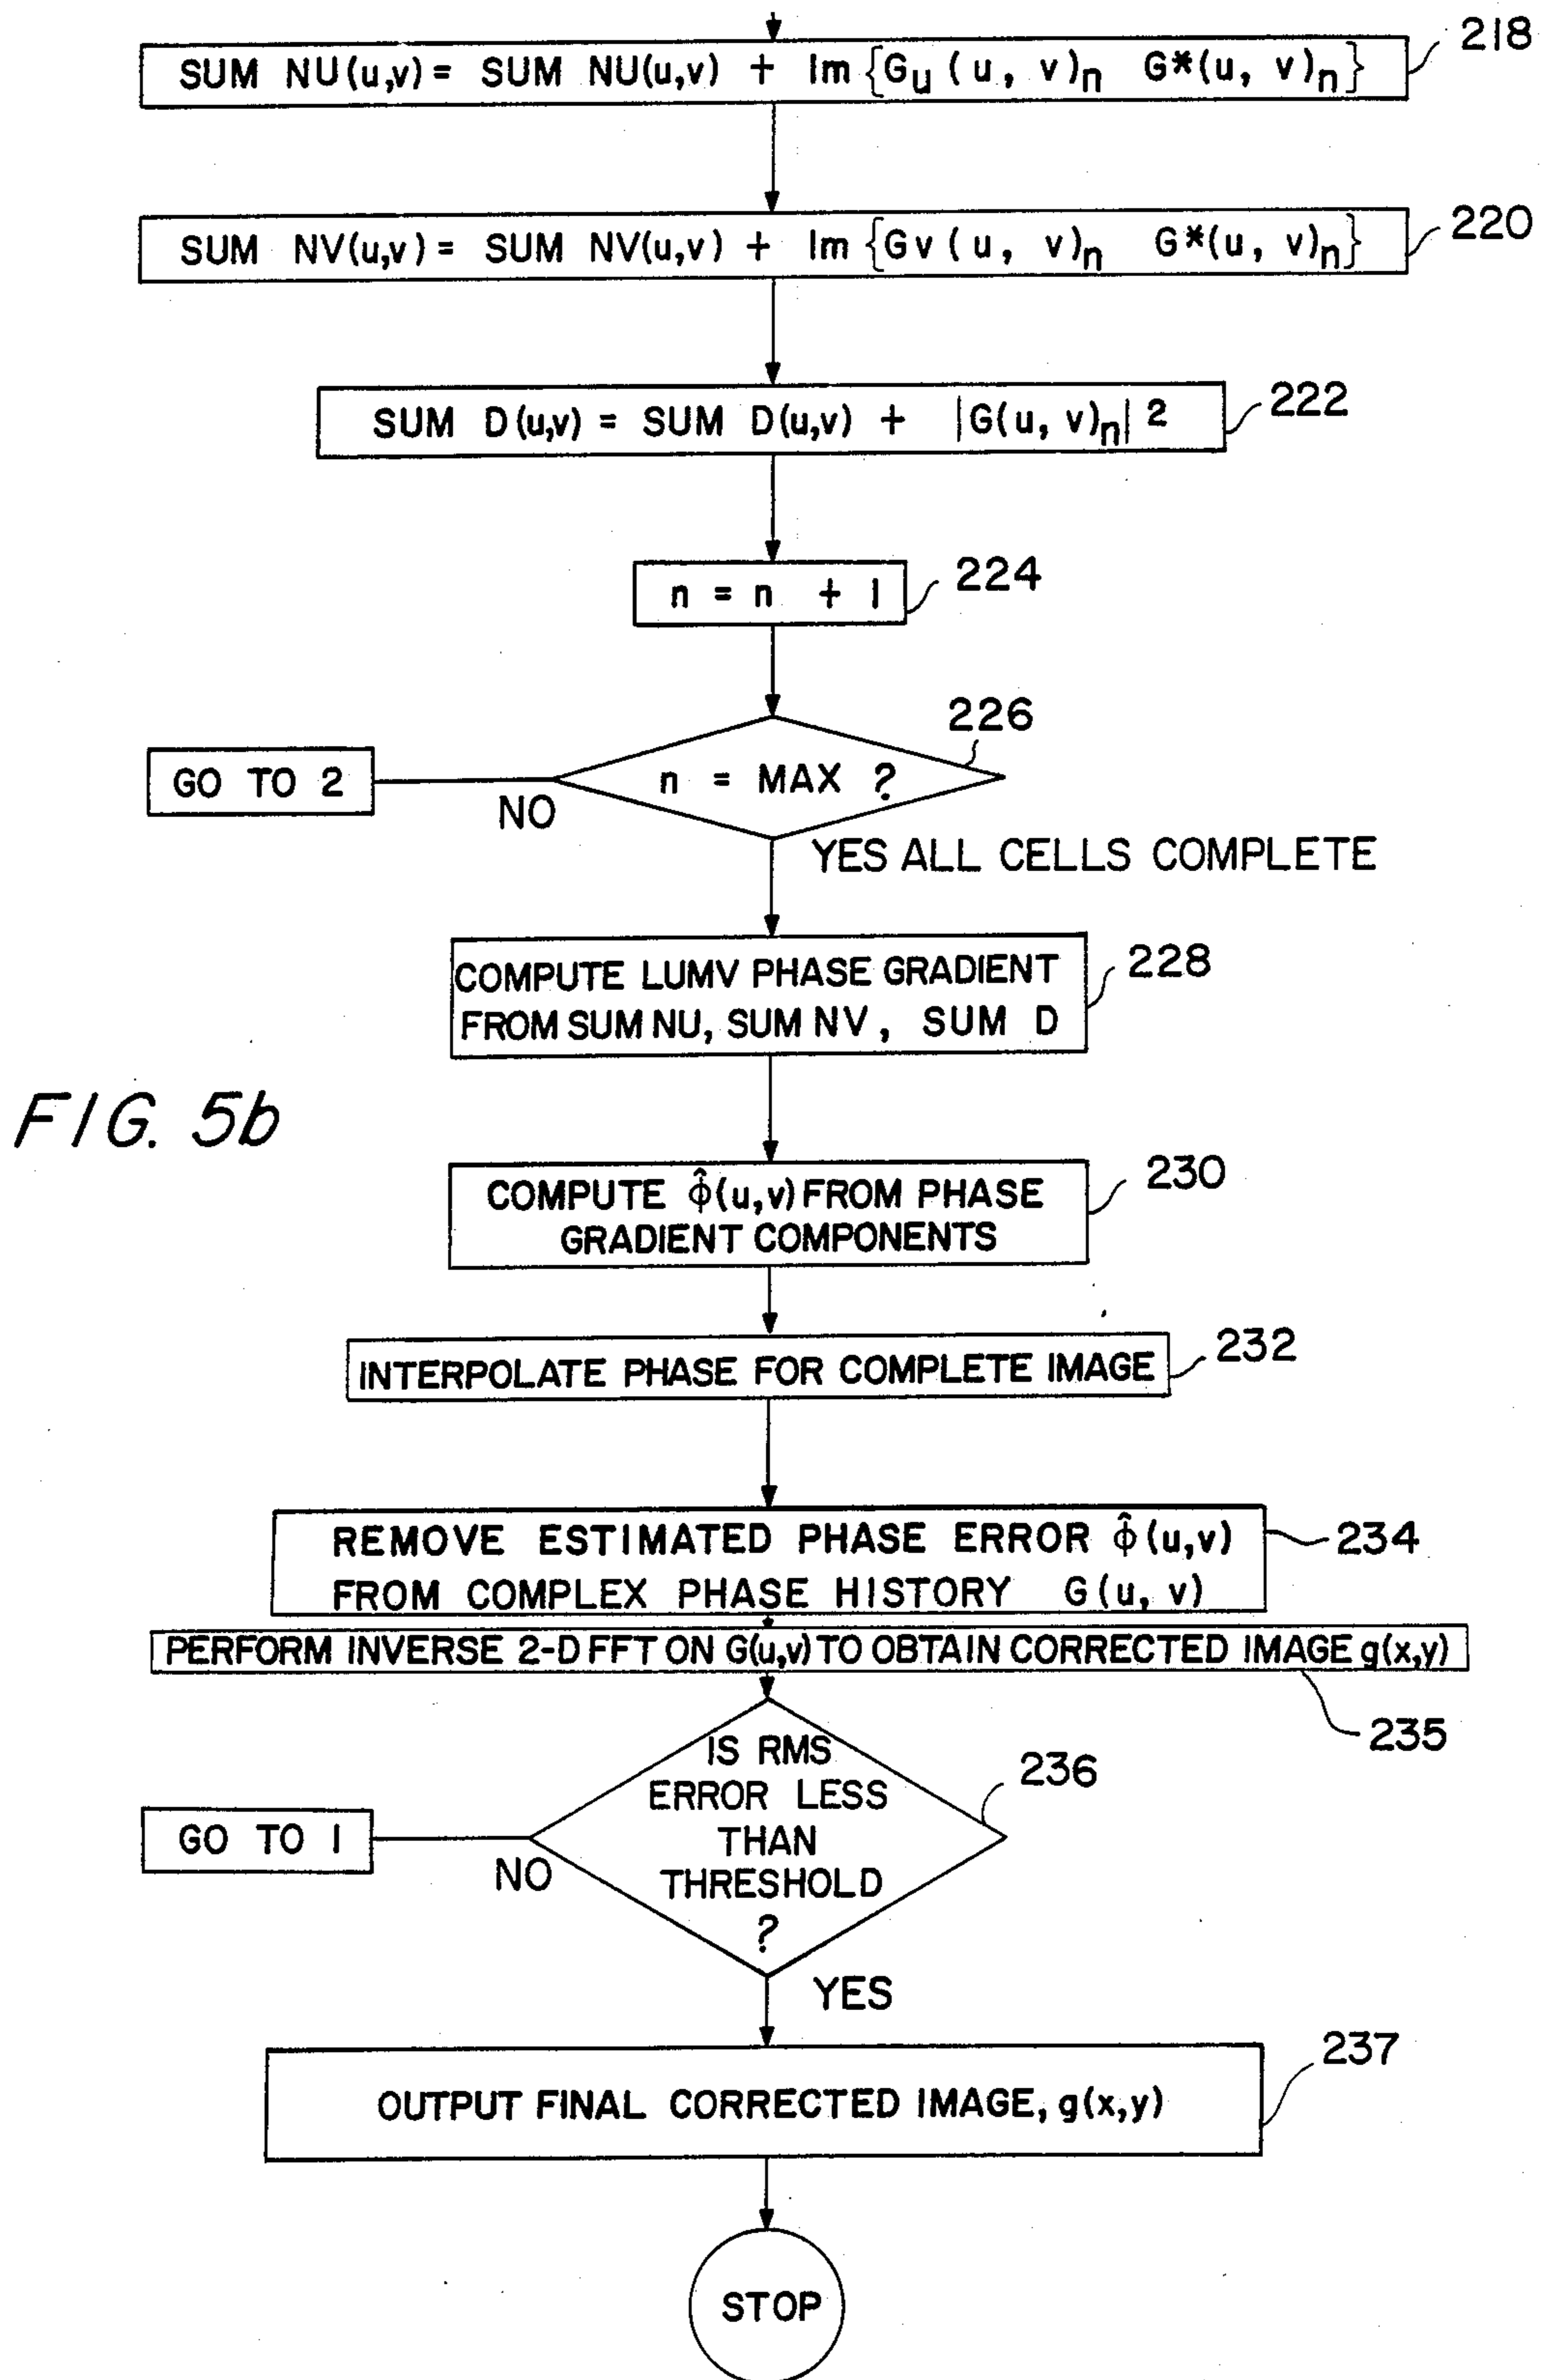 SUM NU(u,v) = SUM NU(u,v) + Im {Gu (u, v)n G*(u, v)n}
218
SUM NV(u,v) = SUM NV(u,v) + Im {Gv (u, v)n G*(u, v)n}
220
SUM D(u,v) = SUM D(u,v) + |G(u, v)n| 2
222
n = n + 1
224
226
n = MAX ?
GO TO 2
NO
YES ALL CELLS COMPLETE
COMPUTE LUMV PHASE GRADIENT
FROM SUM NU, SUM NV, SUM D
228
FIG. 5b
COMPUTE ϕ̂(u,v) FROM PHASE
GRADIENT COMPONENTS
230
INTERPOLATE PHASE FOR COMPLETE IMAGE
232
REMOVE ESTIMATED PHASE ERROR ϕ̂(u,v)
FROM COMPLEX PHASE HISTORY G(u, v)
234
PERFORM INVERSE 2-D FFT ON G(u,v) TO OBTAIN CORRECTED IMAGE g(x,y)
235
IS RMS
ERROR LESS
THAN
THRESHOLD
?
236
GO TO 1
NO
YES
OUTPUT FINAL CORRECTED IMAGE, g(x,y)
237
STOP